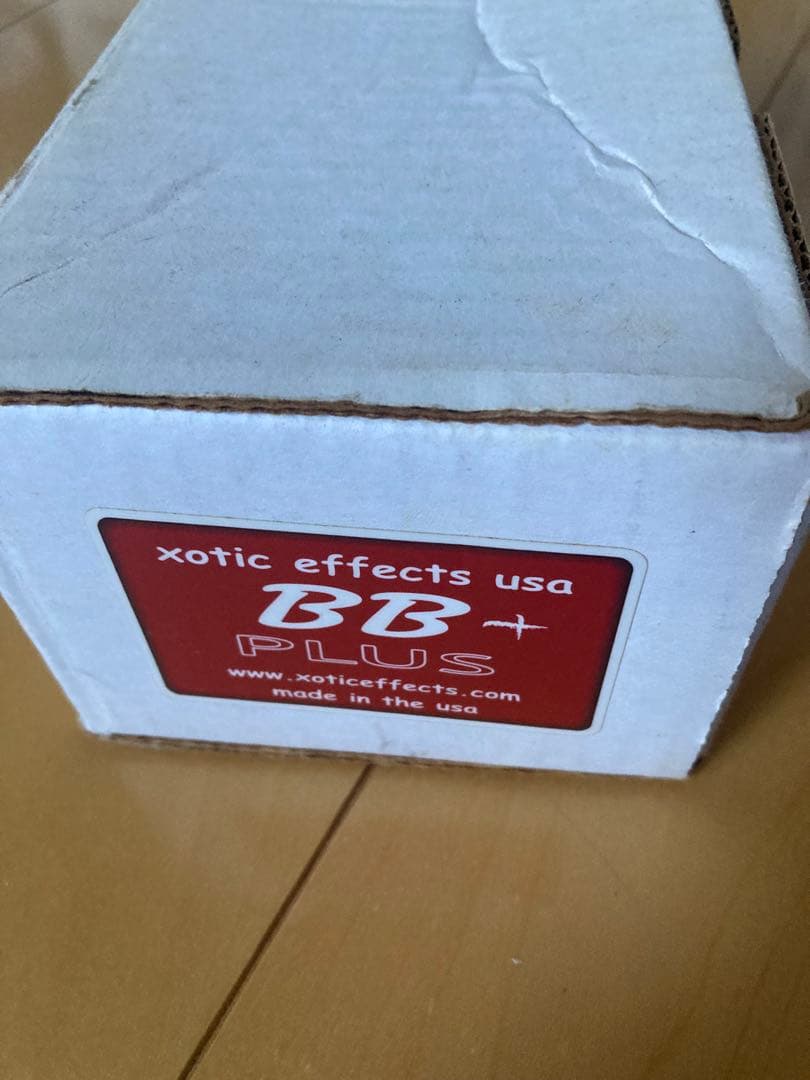 xotic effects usa
BB+
PLUS
www.xoticeffects.com
made in the usa